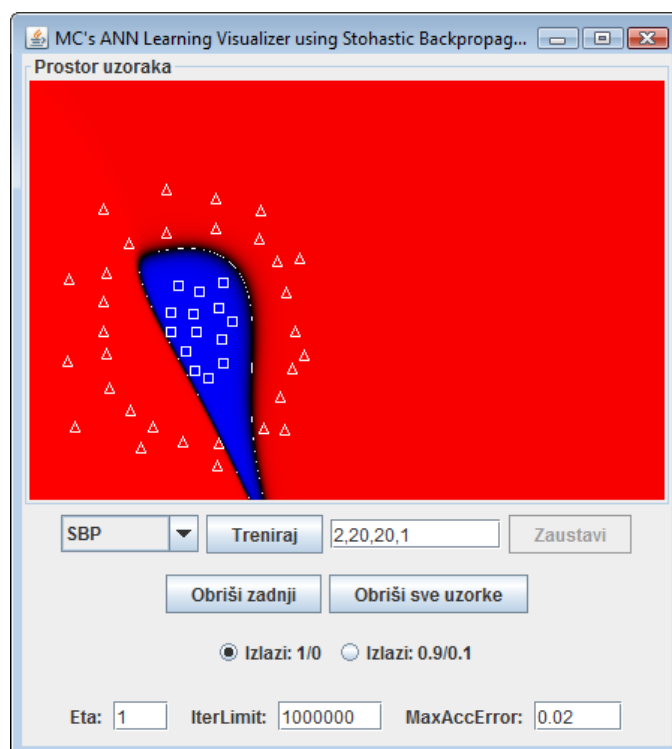 MC's ANN Learning Visualizer using Stohastic Backpropag...
Prostor uzoraka
SBP Treniraj 2,20,20,1 Zaustavi
Obriši zadnji Obriši sve uzorke
Izlazi: 1/0 Izlazi: 0.9/0.1
Eta: 1 IterLimit: 1000000 MaxAccError: 0.02